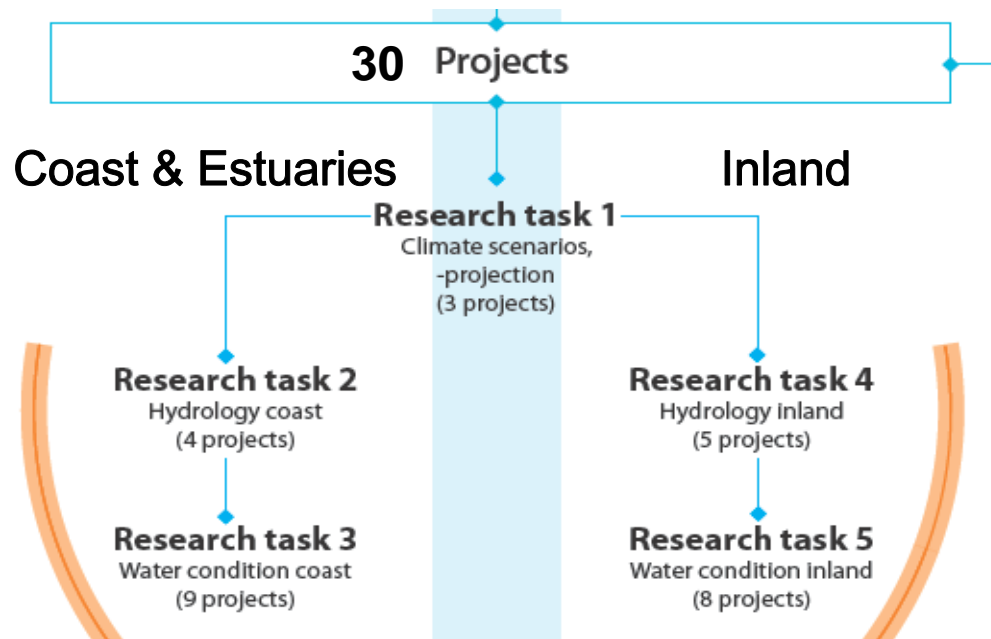 30 Projects
Coast & Estuaries
Inland
Research task 1
Climate scenarios,
-projection
(3 projects)
Research task 2
Hydrology coast
(4 projects)
Research task 4
Hydrology inland
(5 projects)
Research task 3
Water condition coast
(9 projects)
Research task 5
Water condition inland
(8 projects)